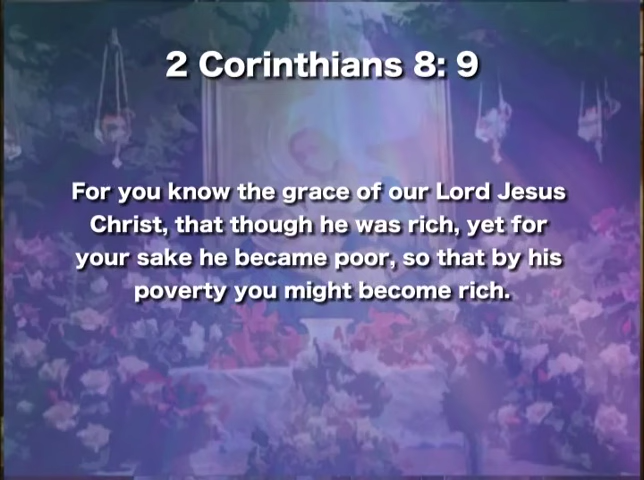 2 Corinthians 8: 9
For you know the grace of our Lord Jesus
Christ, that though he was rich, yet for
your sake he became poor, so that by his
poverty you might become rich.